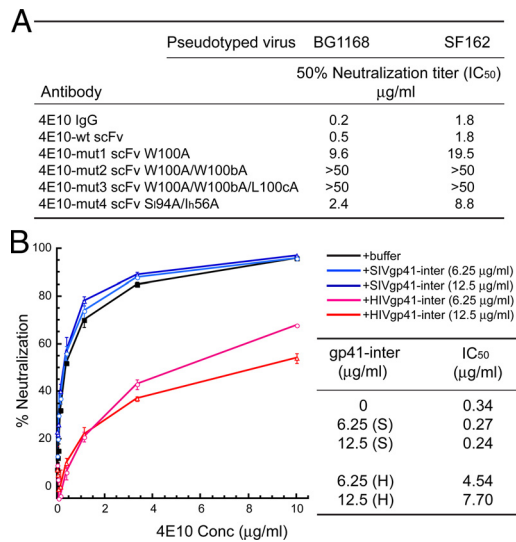 A
Pseudotyped virus BG1168 SF162
50% Neutralization titer (IC50)
Antibody μg/ml
4E10 IgG 0.2 1.8
4E10-wt scFv 0.5 1.8
4E10-mut1 scFv W100A 9.6 19.5
4E10-mut2 scFv W100A/W100bA >50 >50
4E10-mut3 scFv W100A/W100bA/L100cA >50 >50
4E10-mut4 scFv SI94A/Ih56A 2.4 8.8
B
% Neutralization
100
80
60
40
20
0
0 2 4 6 8 10
4E10 Conc (μg/ml)
+buffer
+SIVgp41-inter (6.25 μg/ml)
+SIVgp41-inter (12.5 μg/ml)
+HIVgp41-inter (6.25 μg/ml)
+HIVgp41-inter (12.5 μg/ml)
gp41-inter IC50
(μg/ml) (μg/ml)
0 0.34
6.25 (S) 0.27
12.5 (S) 0.24
6.25 (H) 4.54
12.5 (H) 7.70